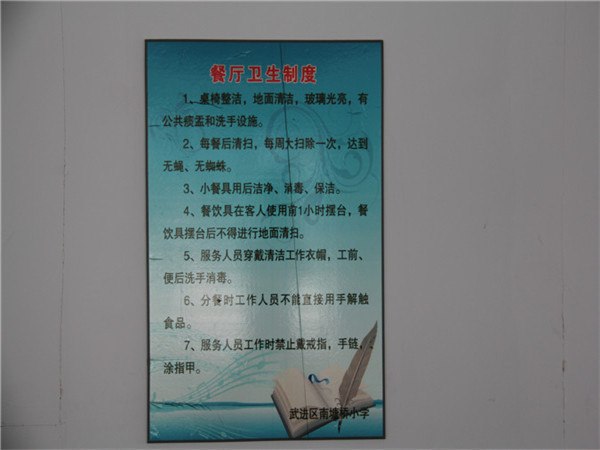 餐厅卫生制度
1、桌椅整洁，地面清洁，玻璃光亮，有
公共痰盂和洗手设施。
2、每餐后清扫，每周大扫除一次，达到
无蝇、无蜘蛛。
3、小餐具用后洁净、消毒、保洁。
4、餐饮具在客人使用前1小时摆台，餐
饮具摆台后不得进行地面清扫。
5、服务人员穿戴清洁工作衣帽，工前、
便后洗手消毒。
6、分餐时工作人员不能直接用手解触
食品。
7、服务人员工作时禁止戴戒指，手链，
涂指甲。
武进区南塘桥小学